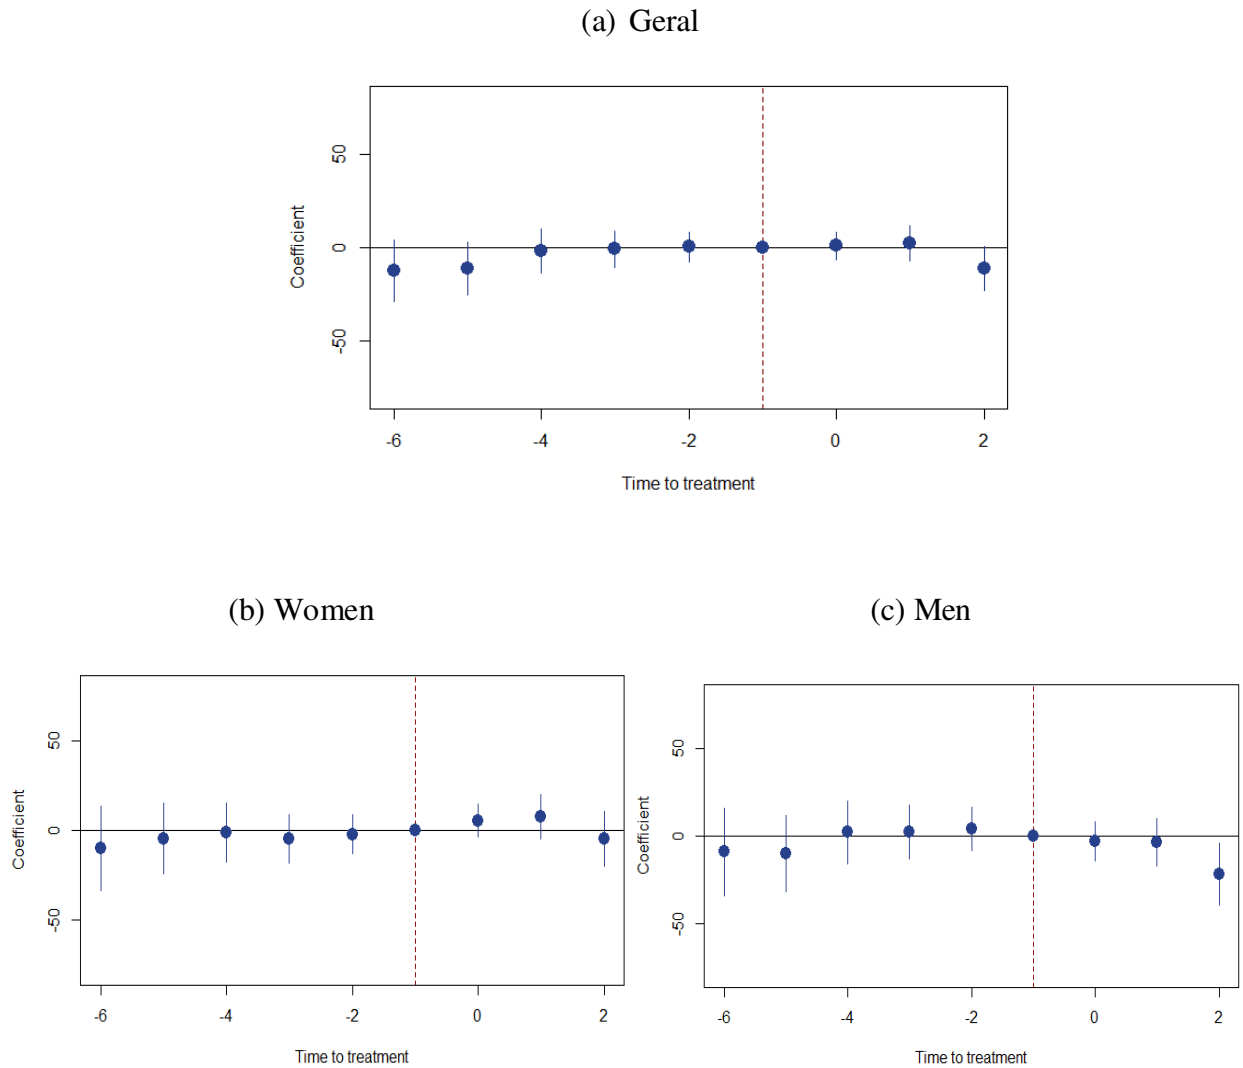 (a) Geral
50
0
-50
Coefficient
-6 -4 -2 0 2
Time to treatment
(b) Women
50
0
-50
Coefficient
-6 -4 -2 0 2
Time to treatment
(c) Men
50
0
-50
Coefficient
-6 -4 -2 0 2
Time to treatment